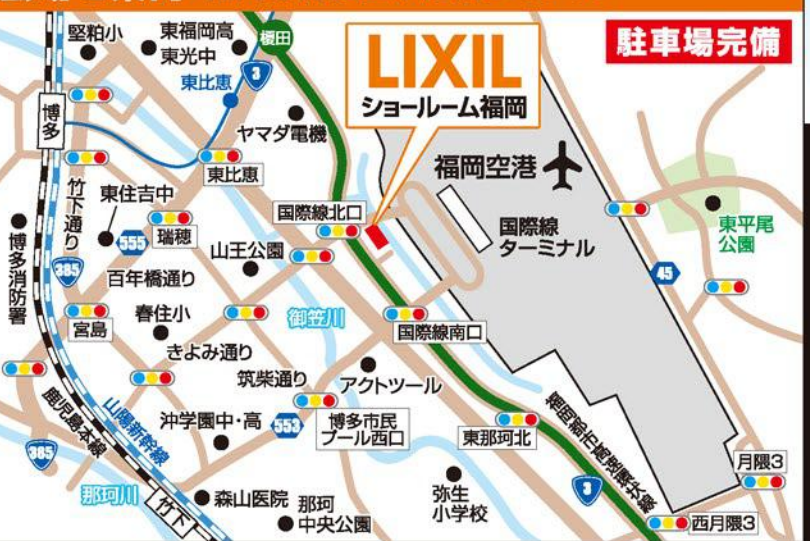 堅粕小
東福岡高
東光中
榎田
東比恵
3
LIXIL
ショールーム福岡
駐車場完備
博多
ヤマダ電機
東比恵
福岡空港
竹下通り
東住吉中
国際線北口
国際線
ターミナル
東平尾
公園
博多消防署
555
瑞穂
山王公園
385
百年橋通り
45
宮島
春住小
御笠川
国際線南口
きよみ通り
筑紫通り
アクトツール
鹿児島本線
山陽新幹線
沖学園中・高
553
博多市民
プール西口
東那珂北
福岡都市高速環状線
月隈3
385
那珂川
竹下
森山医院
那珂
中央公園
弥生
小学校
3
西月隈3